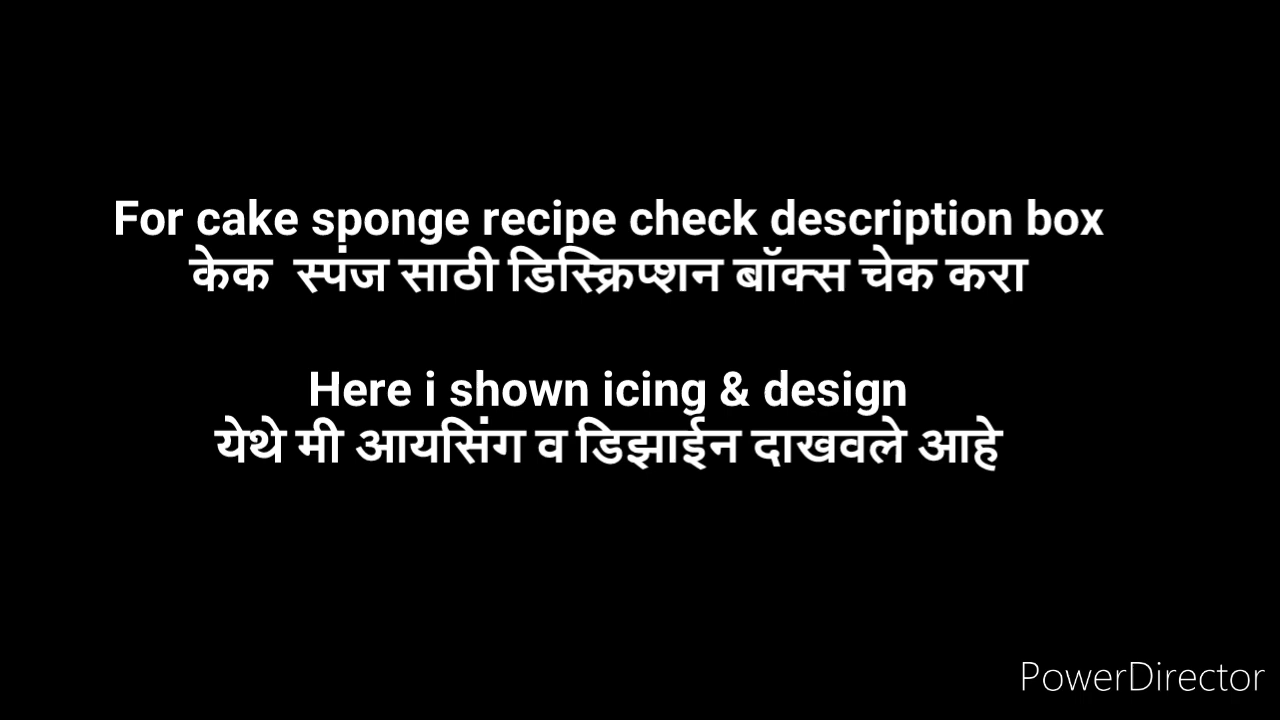 For cake sponge recipe check description box
केक स्पंज साठी डिस्क्रिप्शन बॉक्स चेक करा
Here i shown icing & design
येथे मी आयसिंग व डिझाईन दाखवले आहे
PowerDirector